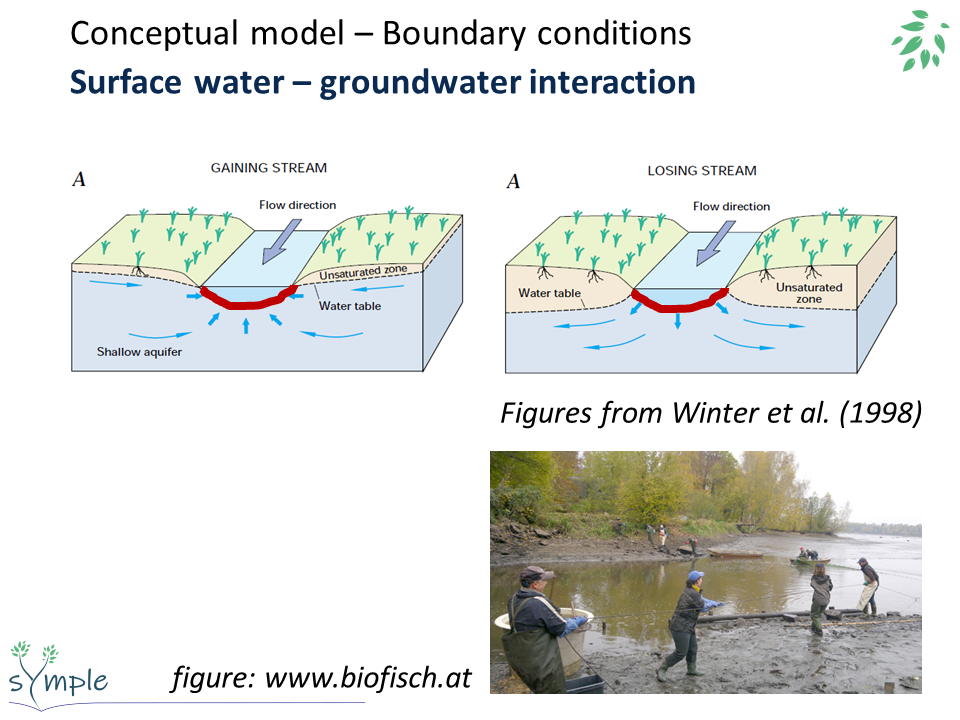 Conceptual model – Boundary conditions
Surface water – groundwater interaction
GAINING STREAM
A
Flow direction
Unsaturated zone
Water table
Shallow aquifer
LOSING STREAM
A
Flow direction
Water table
Unsaturated
zone
Figures from Winter et al. (1998)
figure: www.biofisch.at
sYmple